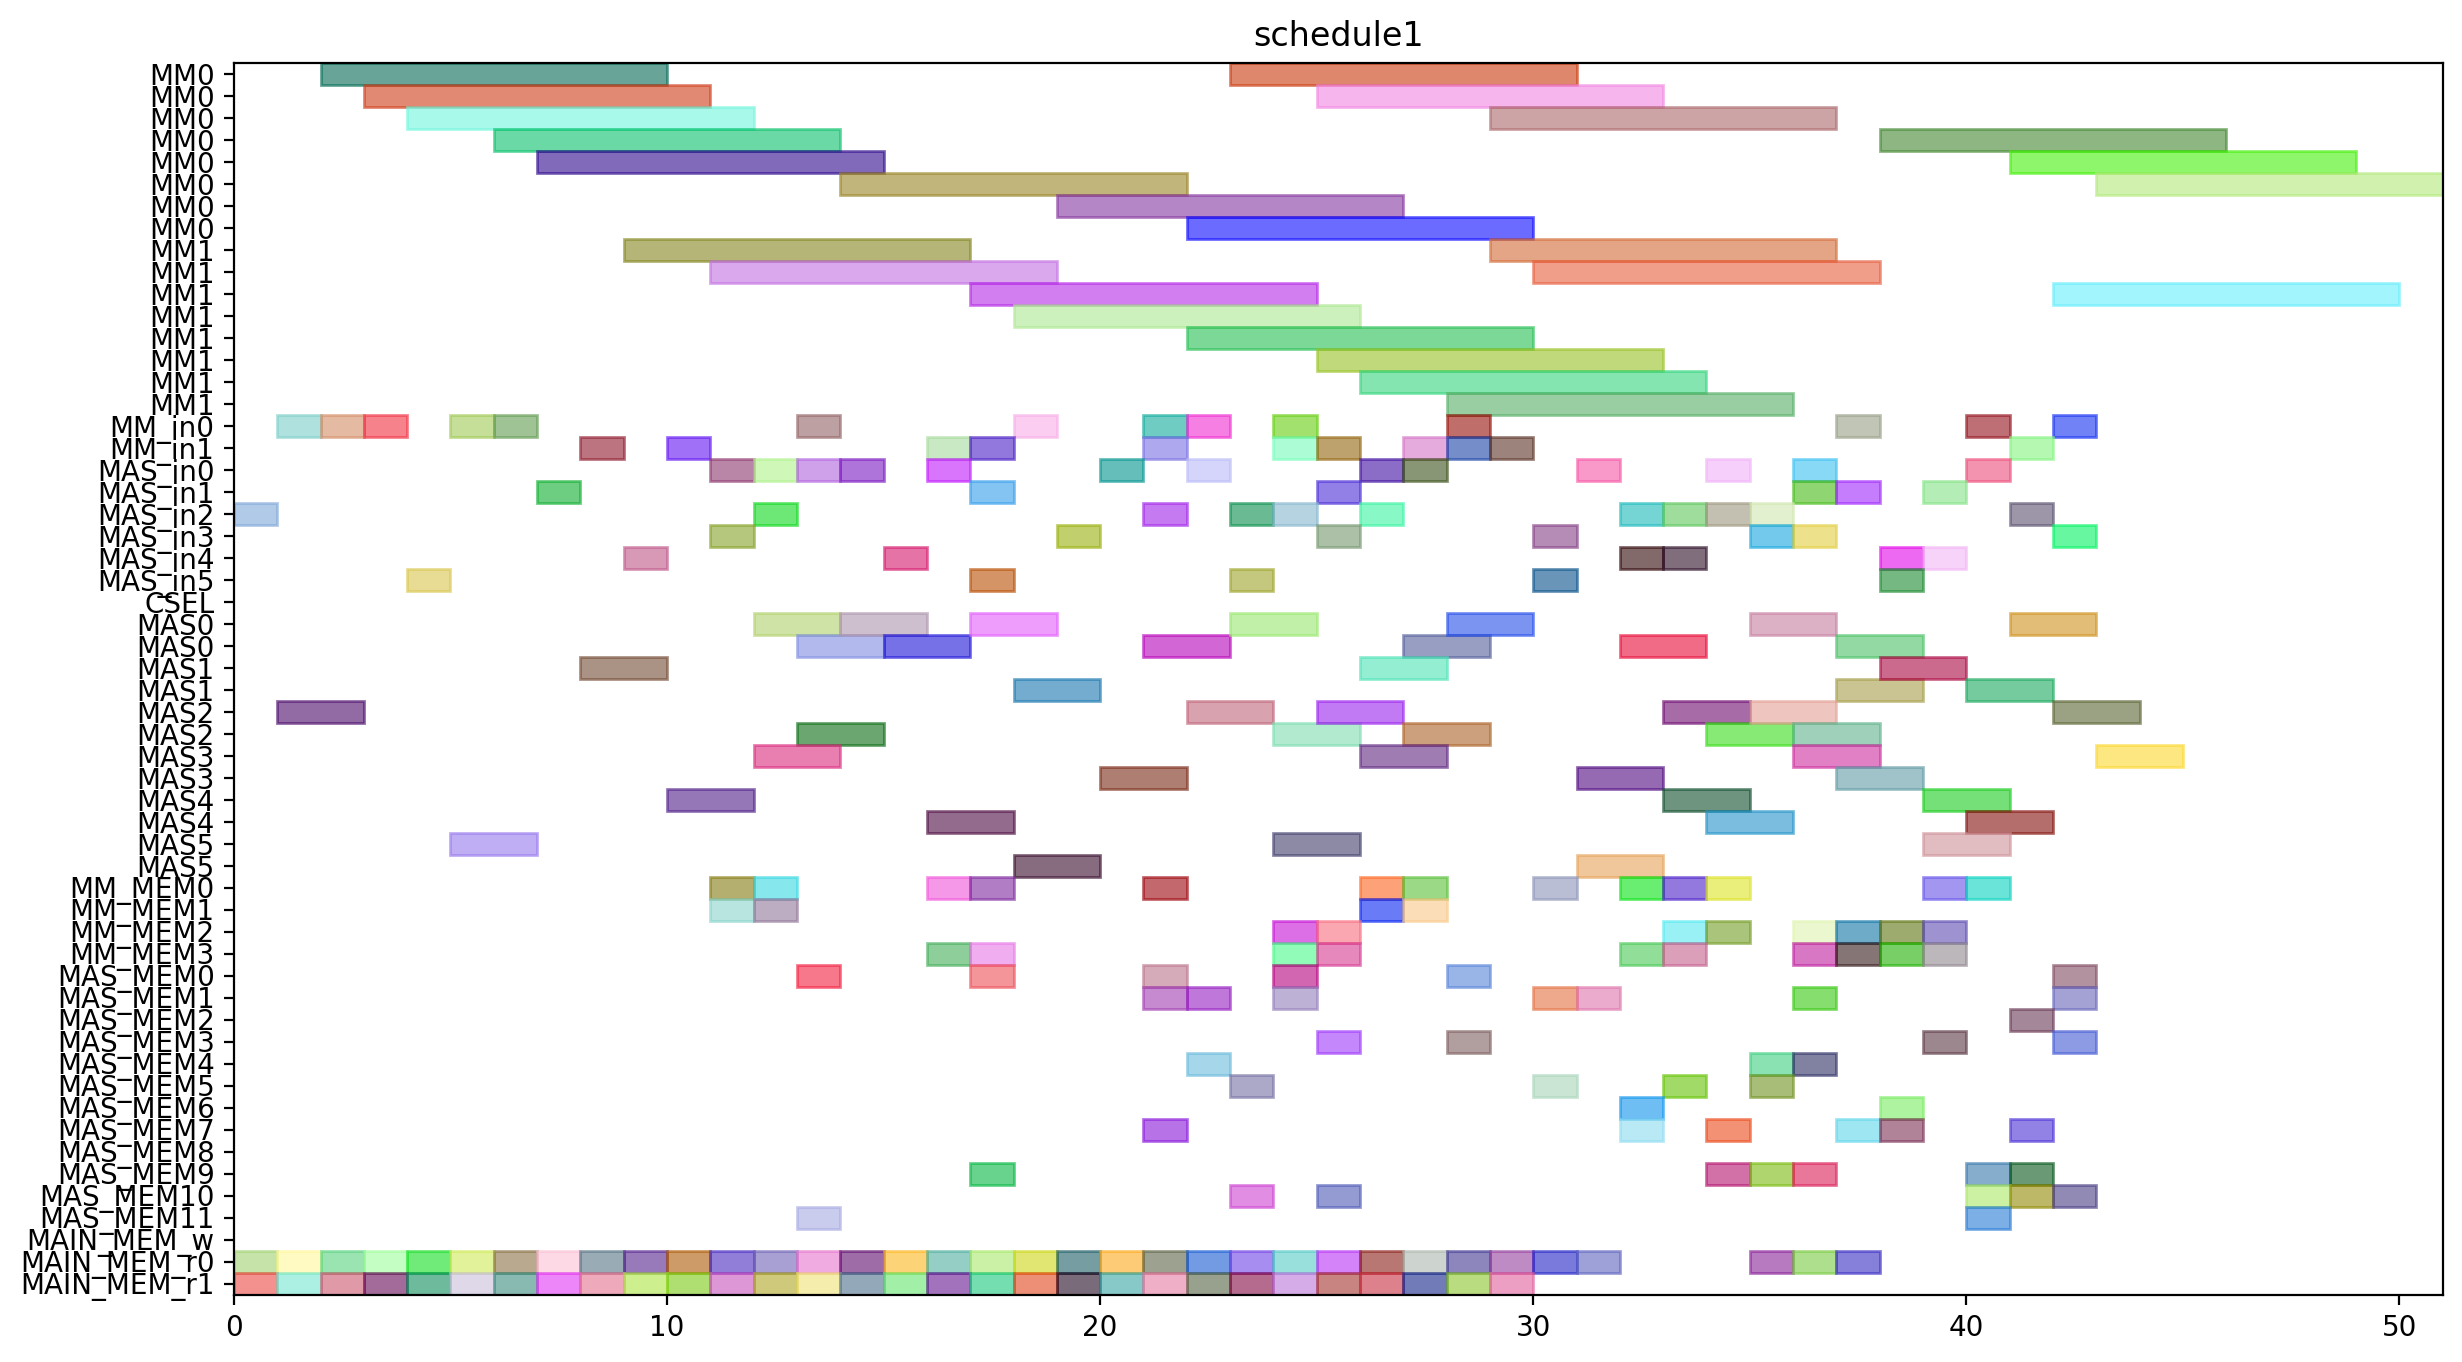 schedule1
MM0
MM0
MM0
MM0
MM0
MM0
MM0
MM0
MM1
MM1
MM1
MM1
MM1
MM1
MM1
MM1
MM_in0
MM_in1
MAS_in0
MAS_in1
MAS_in2
MAS_in3
MAS_in4
MAS_in5
CSEL
MAS0
MAS0
MAS1
MAS1
MAS2
MAS2
MAS3
MAS3
MAS4
MAS4
MAS5
MAS5
MM_MEM0
MM_MEM1
MM_MEM2
MM_MEM3
MAS_MEM0
MAS_MEM1
MAS_MEM2
MAS_MEM3
MAS_MEM4
MAS_MEM5
MAS_MEM6
MAS_MEM7
MAS_MEM8
MAS_MEM9
MAS_MEM10
MAS_MEM11
MAIN_MEM_w
MAIN_MEM_r0
MAIN_MEM_r1
0 10 20 30 40 50